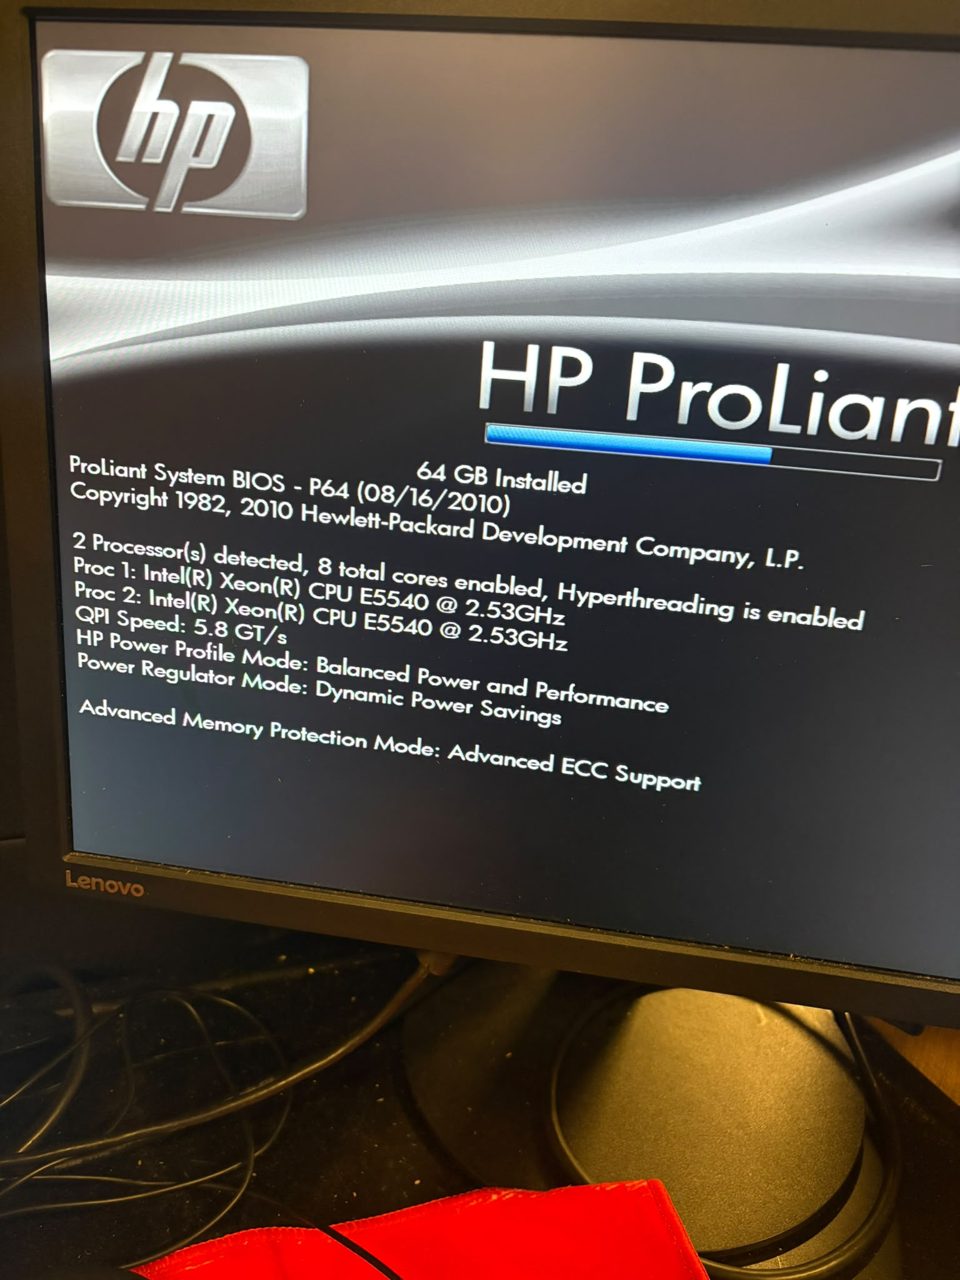 hp
HP ProLiant
64 GB Installed
ProLiant System BIOS - P64 (08/16/2010)
Copyright 1982, 2010 Hewlett-Packard Development Company, L.P.
2 Processor(s) detected, 8 total cores enabled, Hyperthreading is enabled
Proc 1: Intel(R) Xeon(R) CPU E5540 @ 2.53GHz
Proc 2: Intel(R) Xeon(R) CPU E5540 @ 2.53GHz
QPI Speed: 5.8 GT/s
HP Power Profile Mode: Balanced Power and Performance
Power Regulator Mode: Dynamic Power Savings
Advanced Memory Protection Mode: Advanced ECC Support
Lenovo